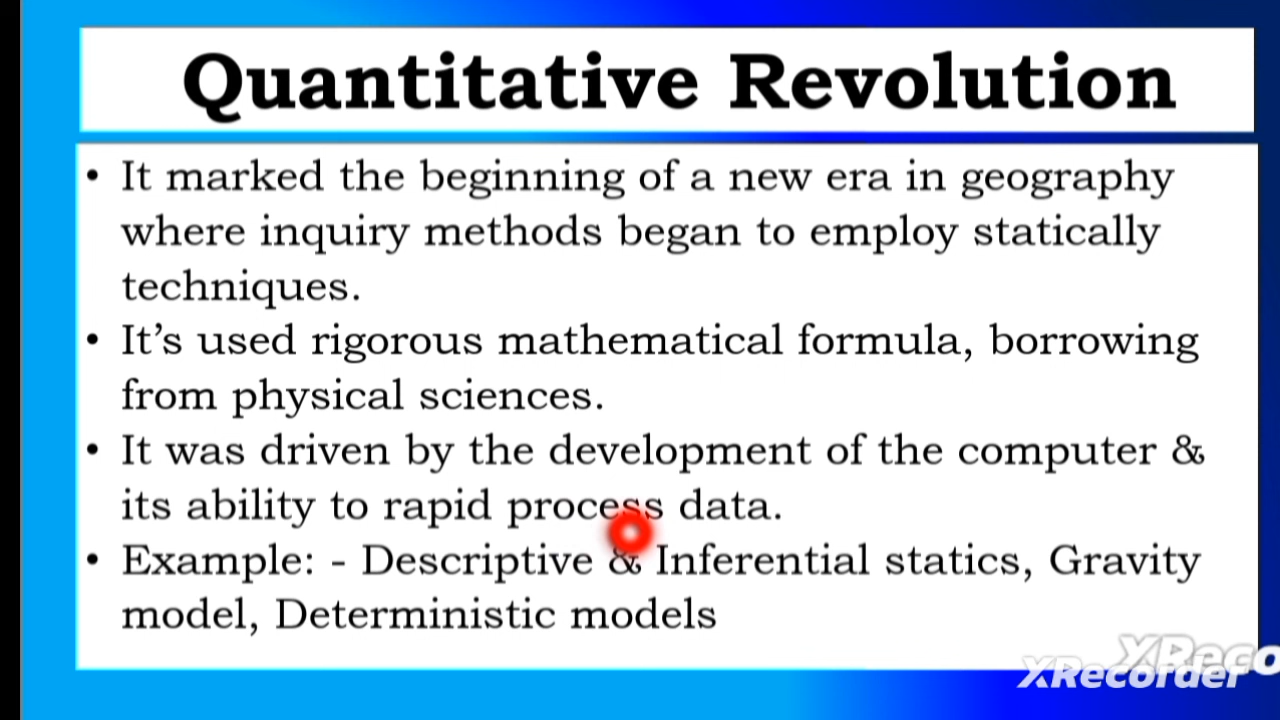 Quantitative Revolution
• It marked the beginning of a new era in geography
where inquiry methods began to employ statically
techniques.
• It's used rigorous mathematical formula, borrowing
from physical sciences.
• It was driven by the development of the computer &
its ability to rapid process data.
• Example: - Descriptive & Inferential statics, Gravity
model, Deterministic models
XReco
XRecorder